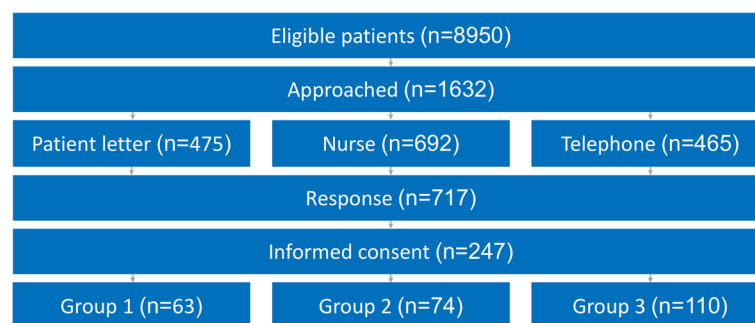 Eligible patients (n=8950)
Approached (n=1632)
Patient letter (n=475)
Nurse (n=692)
Telephone (n=465)
Response (n=717)
Informed consent (n=247)
Group 1 (n=63)
Group 2 (n=74)
Group 3 (n=110)